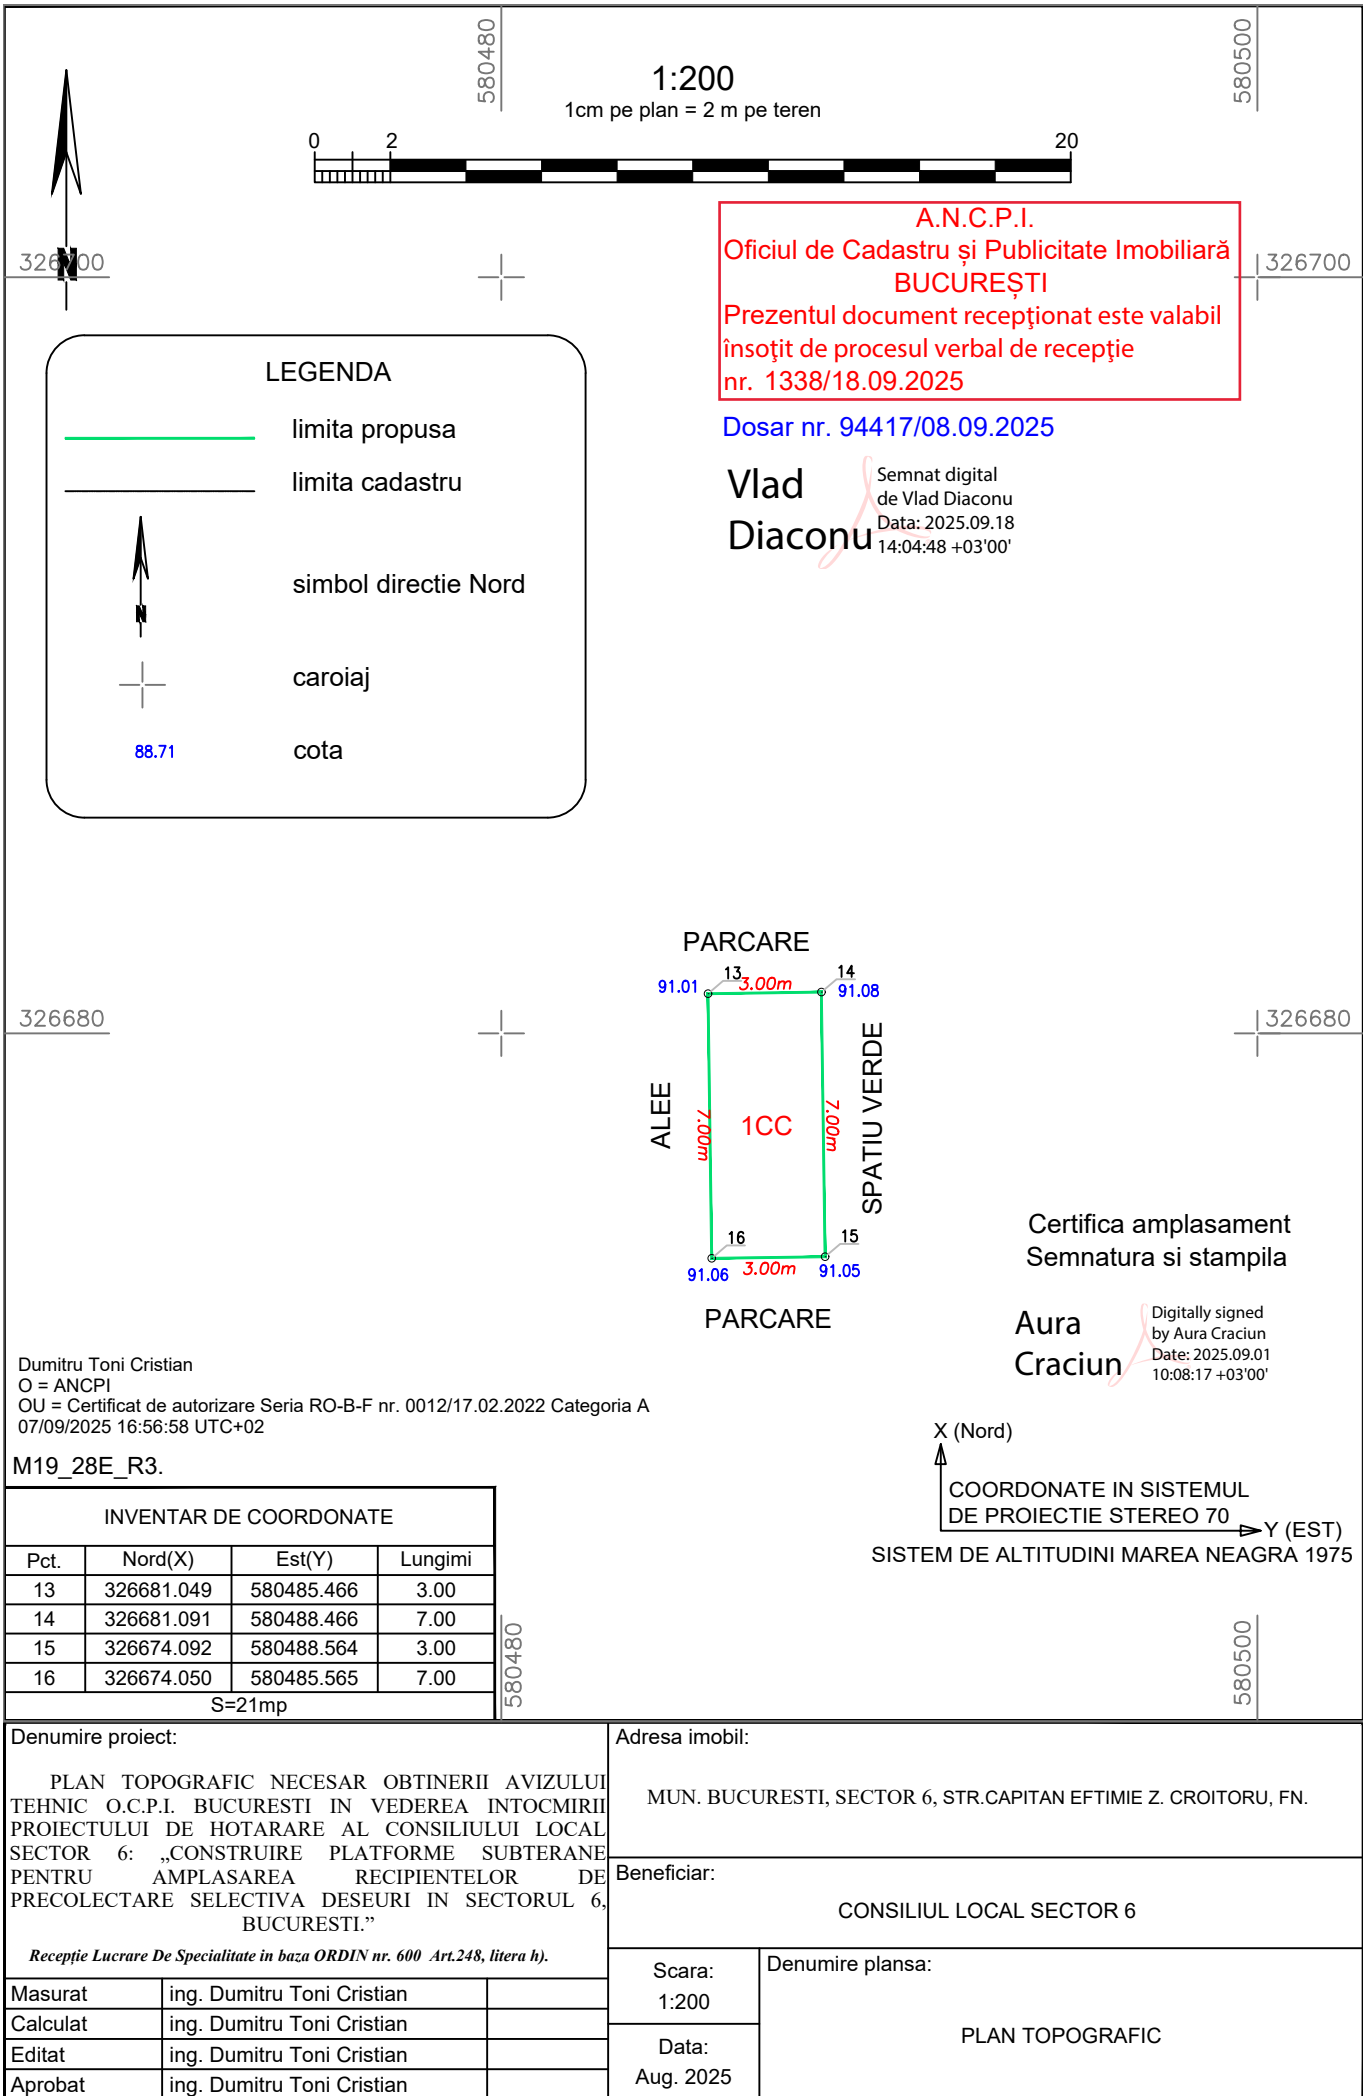 580480
580500
1:200
1cm pe plan = 2 m pe teren
0 2 20
A.N.C.P.I.
Oficiul de Cadastru și Publicitate Imobiliară
BUCUREȘTI
Prezentul document recepţionat este valabil
însoţit de procesul verbal de recepţie
nr. 1338/18.09.2025
326700
N
326700
Dosar nr. 94417/08.09.2025
Vlad
Diaconu
Semnat digital
de Vlad Diaconu
Data: 2025.09.18
14:04:48 +03'00'
LEGENDA
limita propusa
limita cadastru
N
simbol directie Nord
caroiaj
88.71 cota
PARCARE
13 3.00m 14
91.01 91.08
326680
326680
ALEE
7.00m
1CC
7.00m
SPATIU VERDE
16 15
91.06 3.00m 91.05
PARCARE
Certifica amplasament
Semnatura si stampila
Aura
Craciun
Digitally signed
by Aura Craciun
Date: 2025.09.01
10:08:17 +03'00'
Dumitru Toni Cristian
O = ANCPI
OU = Certificat de autorizare Seria RO-B-F nr. 0012/17.02.2022 Categoria A
07/09/2025 16:56:58 UTC+02
M19_28E_R3.
X (Nord)
COORDONATE IN SISTEMUL
DE PROIECTIE STEREO 70
Y (EST)
SISTEM DE ALTITUDINI MAREA NEAGRA 1975
INVENTAR DE COORDONATE
Pct. Nord(X) Est(Y) Lungimi
13 326681.049 580485.466 3.00
14 326681.091 580488.466 7.00
15 326674.092 580488.564 3.00
16 326674.050 580485.565 7.00
S=21mp
580480
580500
Denumire proiect:
PLAN TOPOGRAFIC NECESAR OBTINERII AVIZULUI
TEHNIC O.C.P.I. BUCURESTI IN VEDEREA INTOCMIRII
PROIECTULUI DE HOTARARE AL CONSILIULUI LOCAL
SECTOR 6: „CONSTRUIRE PLATFORME SUBTERANE
PENTRU AMPLASAREA RECIPIENTELOR DE
PRECOLECTARE SELECTIVA DESEURI IN SECTORUL 6,
BUCURESTI.”
Recepție Lucrare De Specialitate in baza ORDIN nr. 600 Art.248, litera h).
Adresa imobil:
MUN. BUCURESTI, SECTOR 6, STR.CAPITAN EFTIMIE Z. CROITORU, FN.
Beneficiar:
CONSILIUL LOCAL SECTOR 6
Masurat ing. Dumitru Toni Cristian
Calculat ing. Dumitru Toni Cristian
Editat ing. Dumitru Toni Cristian
Aprobat ing. Dumitru Toni Cristian
Scara:
1:200
Data:
Aug. 2025
Denumire plansa:
PLAN TOPOGRAFIC